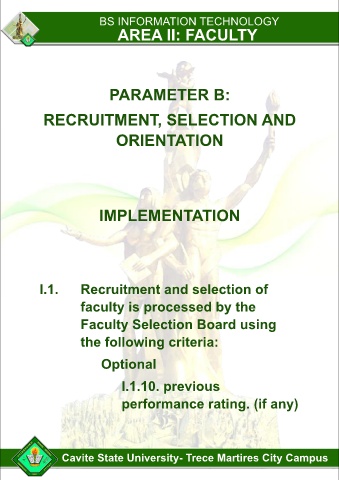 BS INFORMATION TECHNOLOGY
AREA II: FACULTY
PARAMETER B:
RECRUITMENT, SELECTION AND
ORIENTATION
IMPLEMENTATION
I.1. Recruitment and selection of
faculty is processed by the
Faculty Selection Board using
the following criteria:
Optional
I.1.10. previous
performance rating. (if any)
Cavite State University- Trece Martires City Campus